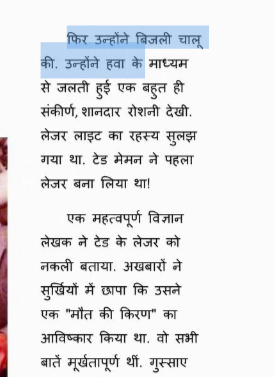 फिर उन्होंने बिजली चालू
की. उन्होंने हवा के माध्यम
से जलती हुई एक बहुत ही
संकीर्ण, शानदार रोशनी देखी.
लेजर लाइट का रहस्य सुलझ
गया था. टेड मेमन ने पहला
लेजर बना लिया था!
एक महत्वपूर्ण विज्ञान
लेखक ने टेड के लेजर को
नकली बताया. अखबारों ने
सुर्खियों में छापा कि उसने
एक "मौत की किरण" का
आविष्कार किया था. वो सभी
बातें मूर्खतापूर्ण थीं. गुस्साए